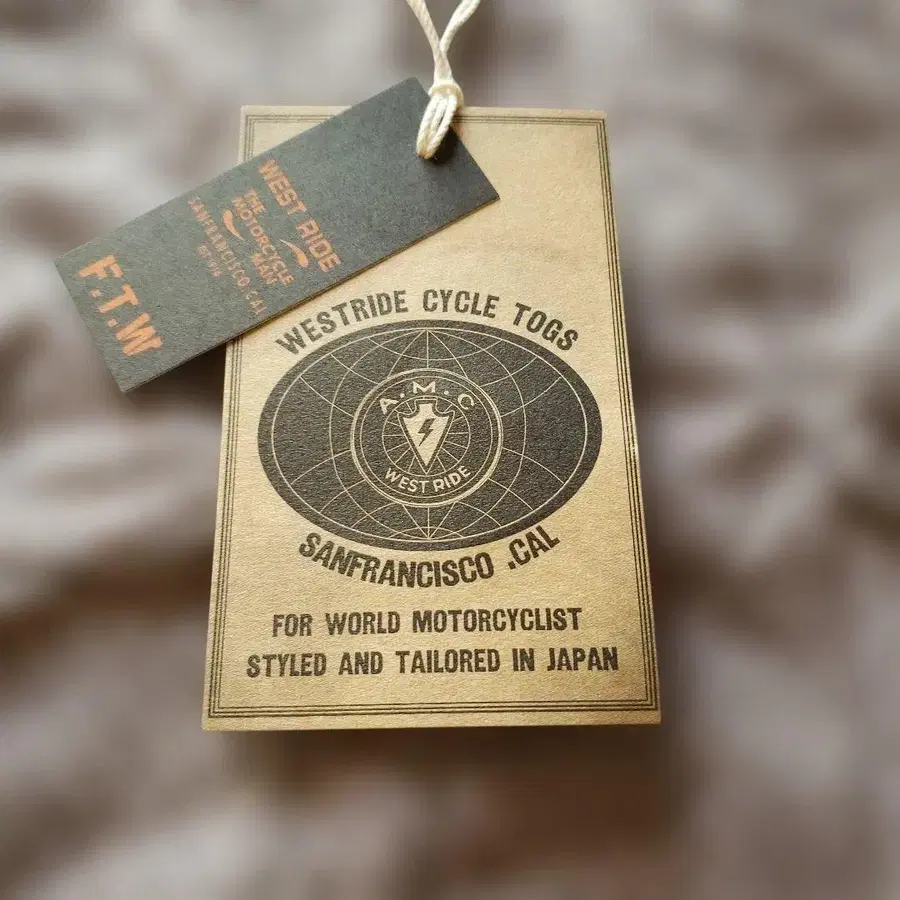 WEST RIDE
THE
MOTORCYCLE
MAN
SANFRANCISCO CAL
F.T.W
WESTRIDE CYCLE TOGS
A.M.C
WEST RIDE
SANFRANCISCO .CAL
FOR WORLD MOTORCYCLIST
STYLED AND TAILORED IN JAPAN